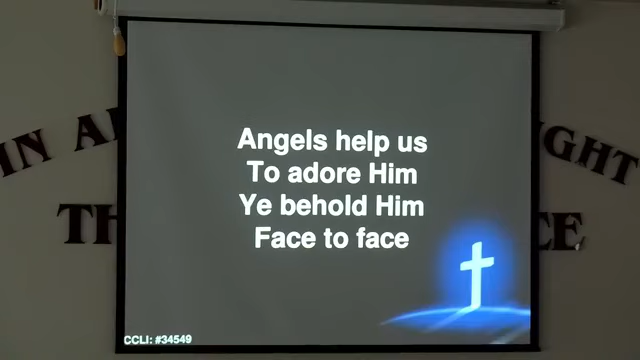 Angels help us
To adore Him
Ye behold Him
Face to face
CCLI: #34549